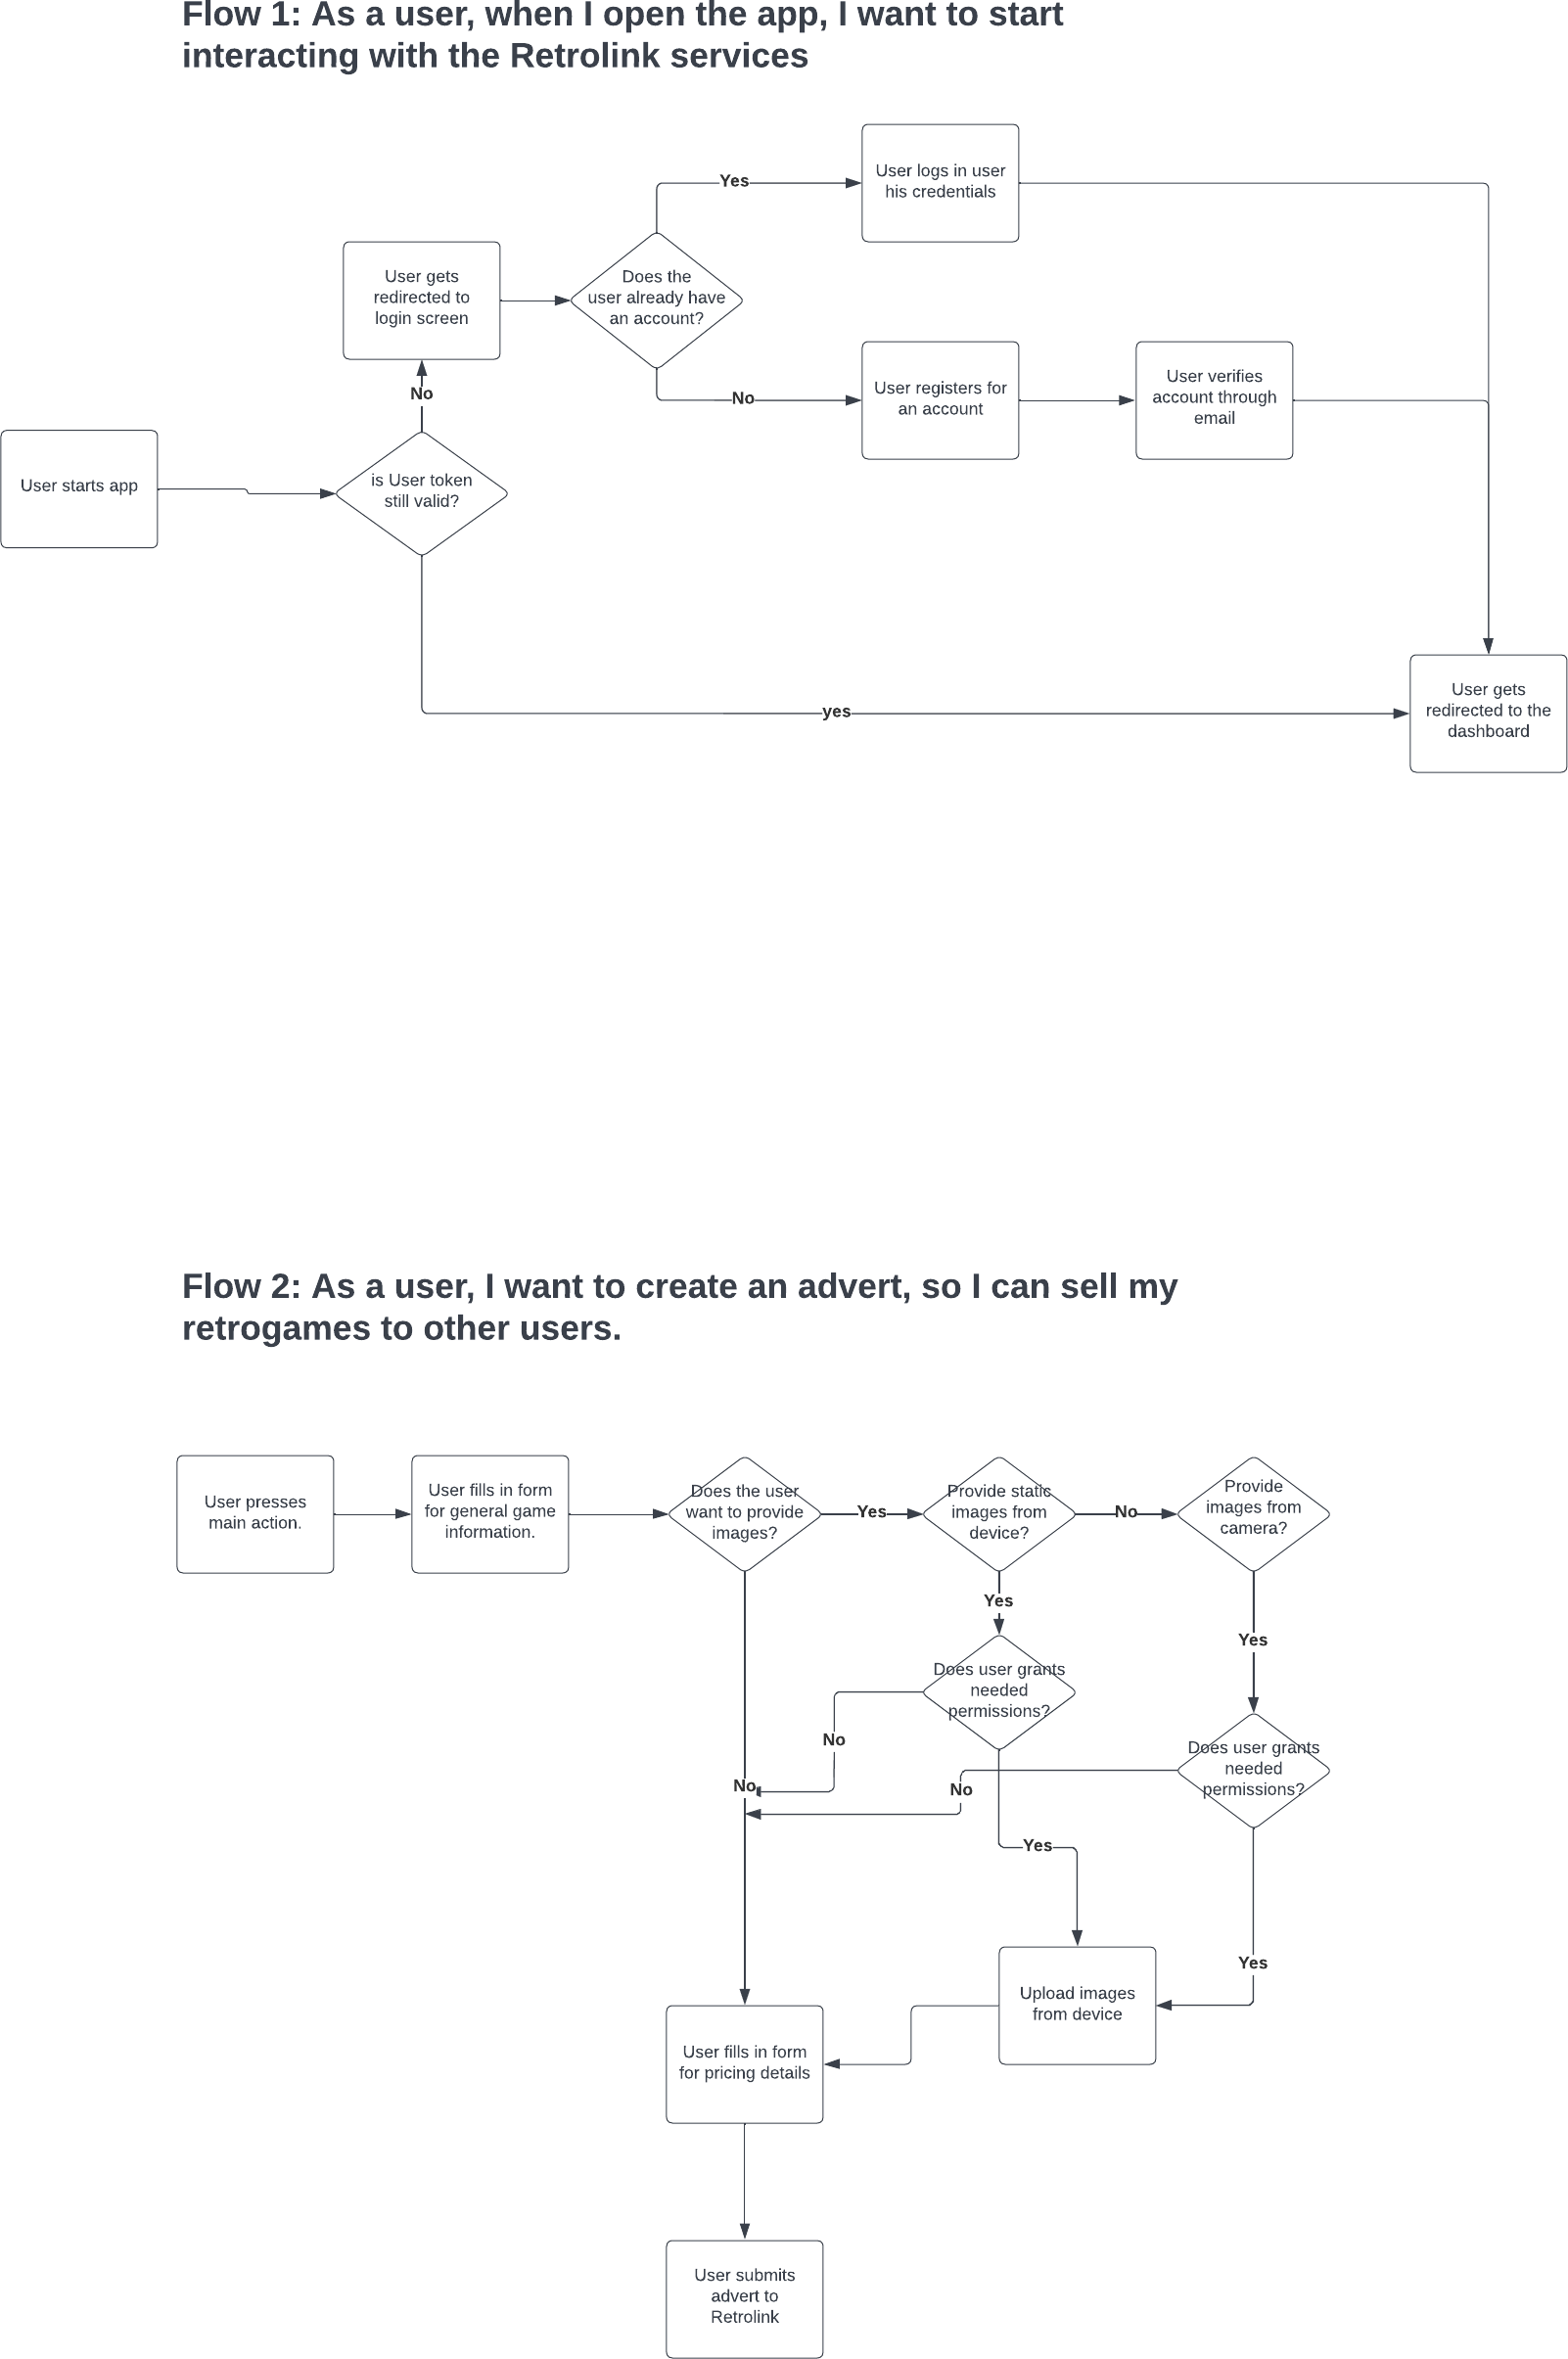 Flow 1: As a user, when I open the app, I want to start
interacting with the Retrolink services
User logs in user
his credentials
Yes
User gets
redirected to
login screen
Does the
user already have
an account?
No
No
User registers for
an account
User verifies
account through
email
User starts app
is User token
still valid?
yes
User gets
redirected to the
dashboard
Flow 2: As a user, I want to create an advert, so I can sell my
retrogames to other users.
User presses
main action.
User fills in form
for general game
information.
Does the user
want to provide
images?
Yes
Provide static
images from
device?
No
Provide
images from
camera?
Yes
Yes
Does user grants
needed
permissions?
No
Does user grants
needed
permissions?
No
No
Yes
Yes
Upload images
from device
User fills in form
for pricing details
User submits
advert to
Retrolink